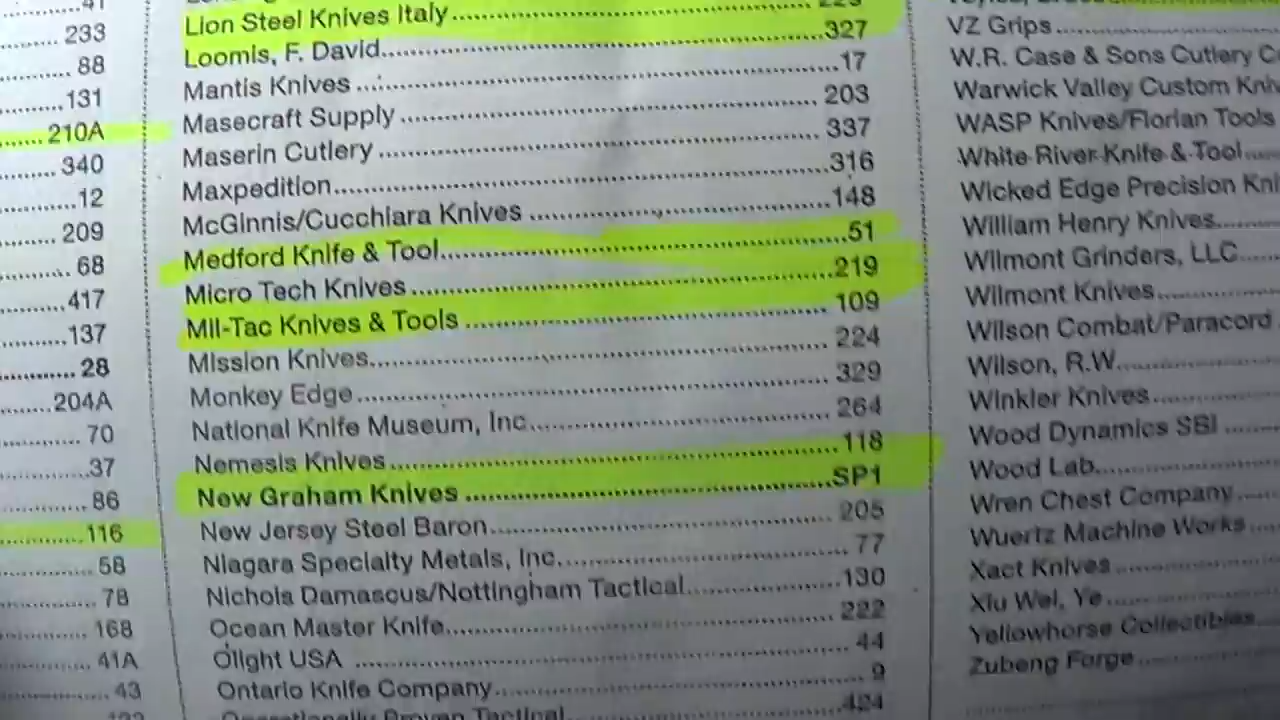 233
88
131
210A
340
12
209
68
417
137
28
204A
70
37
86
116
58
78
168
41A
43
Lion Steel Knives Italy
Loomis, F. David 327
Mantis Knives 17
Masecraft Supply 203
Maserin Cutlery 337
Maxpedition 316
McGinnis/Cucchiara Knives 148
Medford Knife & Tool 51
Micro Tech Knives 219
Mil-Tac Knives & Tools 109
Mission Knives 224
Monkey Edge 329
National Knife Museum, Inc. 264
Nemesis Knives 118
New Graham Knives SP1
New Jersey Steel Baron 205
Niagara Specialty Metals, Inc. 77
Nichols Damascus/Nottingham Tactical 130
Ocean Master Knife 222
Olight USA 44
Ontario Knife Company 9
Operationally Proven Tactical 424
VZ Grips
W.R. Case & Sons Cutlery
Warwick Valley Custom
WASP Knives/Florian Tools
White River Knife & Tool
Wicked Edge Precision
William Henry Knives
Wilmont Grinders, LLC
Wilmont Knives
Wilson Combat/Paracord
Wilson, R.W.
Winkler Knives
Wood Dynamics SBI
Wood Lab
Wren Chest Company
Wuertz Machine Works
Xact Knives
Xiu Wei, Ye
Yellowhorse Collectibles
Zubeng Forge